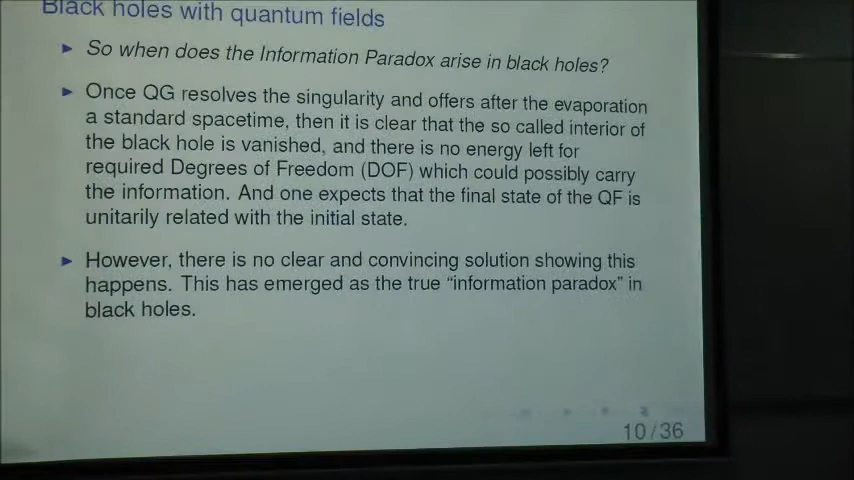 Black holes with quantum fields
So when does the Information Paradox arise in black holes?
Once QG resolves the singularity and offers after the evaporation
a standard spacetime, then it is clear that the so called interior of
the black hole is vanished, and there is no energy left for
required Degrees of Freedom (DOF) which could possibly carry
the information. And one expects that the final state of the QF is
unitarily related with the initial state.
However, there is no clear and convincing solution showing this
happens. This has emerged as the true “information paradox” in
black holes.
10/36